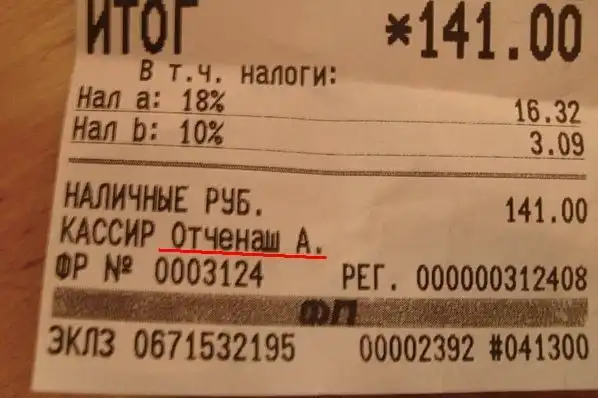 ИТОГ *141.00
В т.ч. налоги:
Нал а: 18% 16.32
Нал b: 10% 3.09
НАЛИЧНЫЕ РУБ. 141.00
КАССИР Отченаш А.
ФР № 0003124 РЕГ. 000000312408
ФП
ЭКЛЗ 0671532195 00002392 #041300